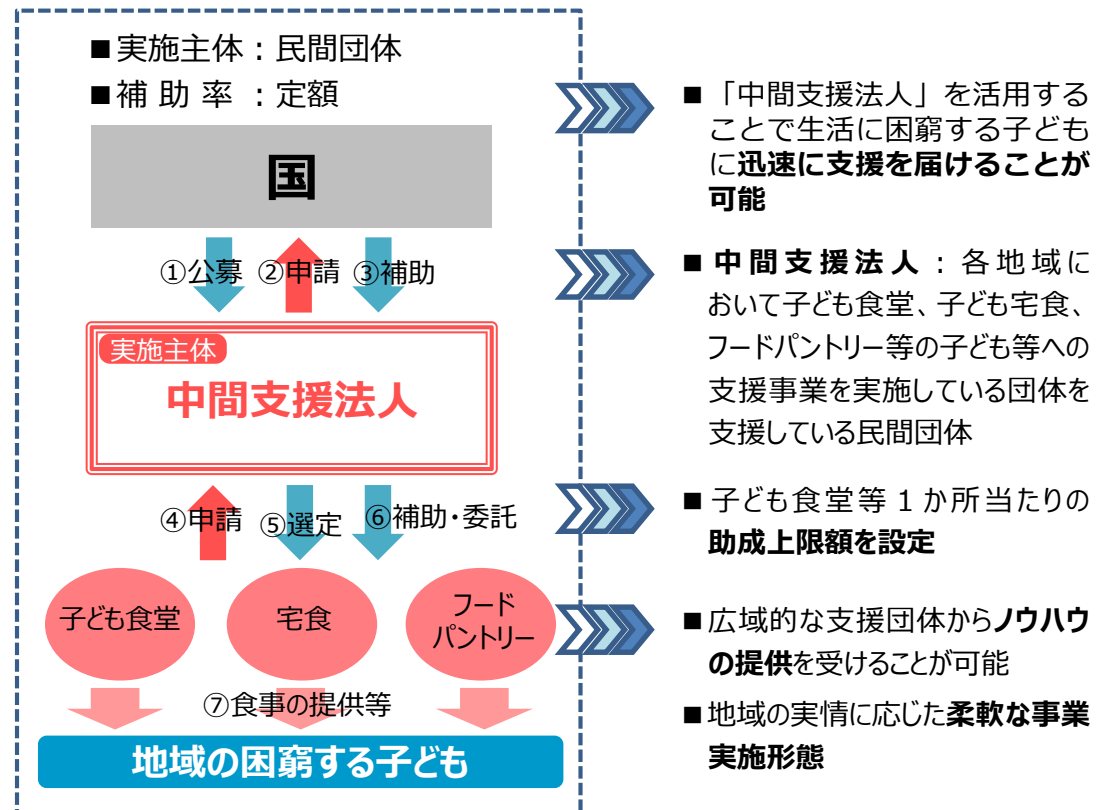 ■実施主体：民間団体
■補 助 率 ：定額
国
①公募 ②申請 ③補助
実施主体
中間支援法人
④申請 ⑤選定 ⑥補助・委託
子ども食堂
宅食
フード
パントリー
⑦食事の提供等
地域の困窮する子ども
■「中間支援法人」を活用する
ことで生活に困窮する子ども
に迅速に支援を届けることが
可能
■中間支援法人：各地域に
おいて子ども食堂、子ども宅食、
フードパントリー等の子ども等への
支援事業を実施している団体を
支援している民間団体
■子ども食堂等１か所当たりの
助成上限額を設定
■広域的な支援団体からノウハウ
の提供を受けることが可能
■地域の実情に応じた柔軟な事業
実施形態